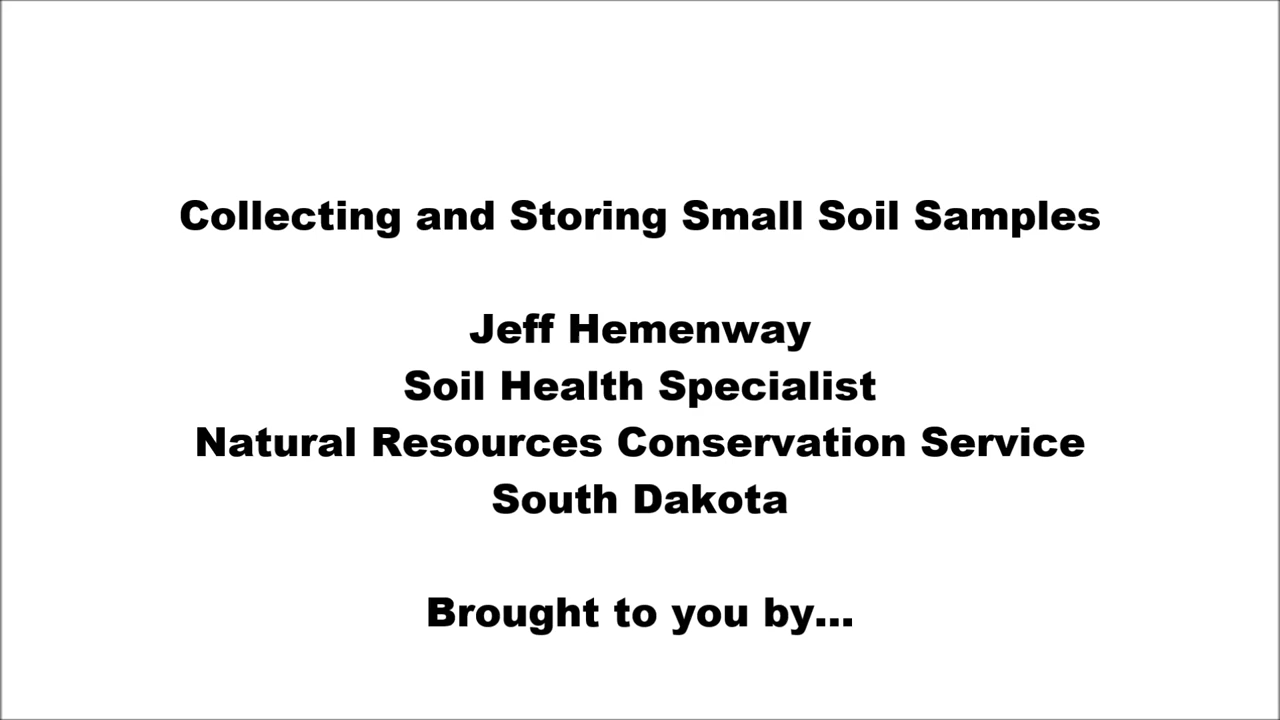 Collecting and Storing Small Soil Samples
Jeff Hemenway
Soil Health Specialist
Natural Resources Conservation Service
South Dakota
Brought to you by...